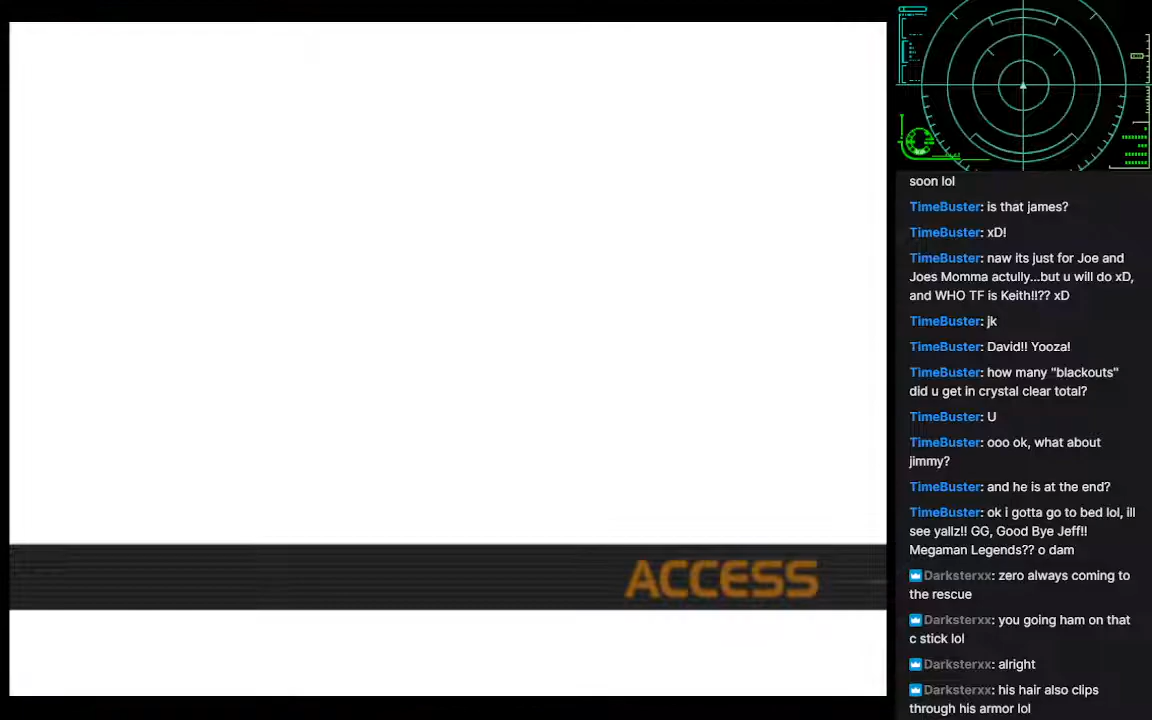 ACCESS
soon lol
TimeBuster: is that james?
TimeBuster: xD!
TimeBuster: naw its just for Joe and
Joes Momma actully...but u will do xD,
and WHO TF is Keith!!?? xD
TimeBuster: jk
TimeBuster: David!! Yooza!
TimeBuster: how many "blackouts"
did u get in crystal clear total?
TimeBuster: U
TimeBuster: ooo ok, what about
jimmy?
TimeBuster: and he is at the end?
TimeBuster: ok i gotta go to bed lol, ill
see yallz!! GG, Good Bye Jeff!!
Megaman Legends?? o dam
Darksterxx: zero always coming to
the rescue
Darksterxx: you going ham on that
c stick lol
Darksterxx: alright
Darksterxx: his hair also clips
through his armor lol